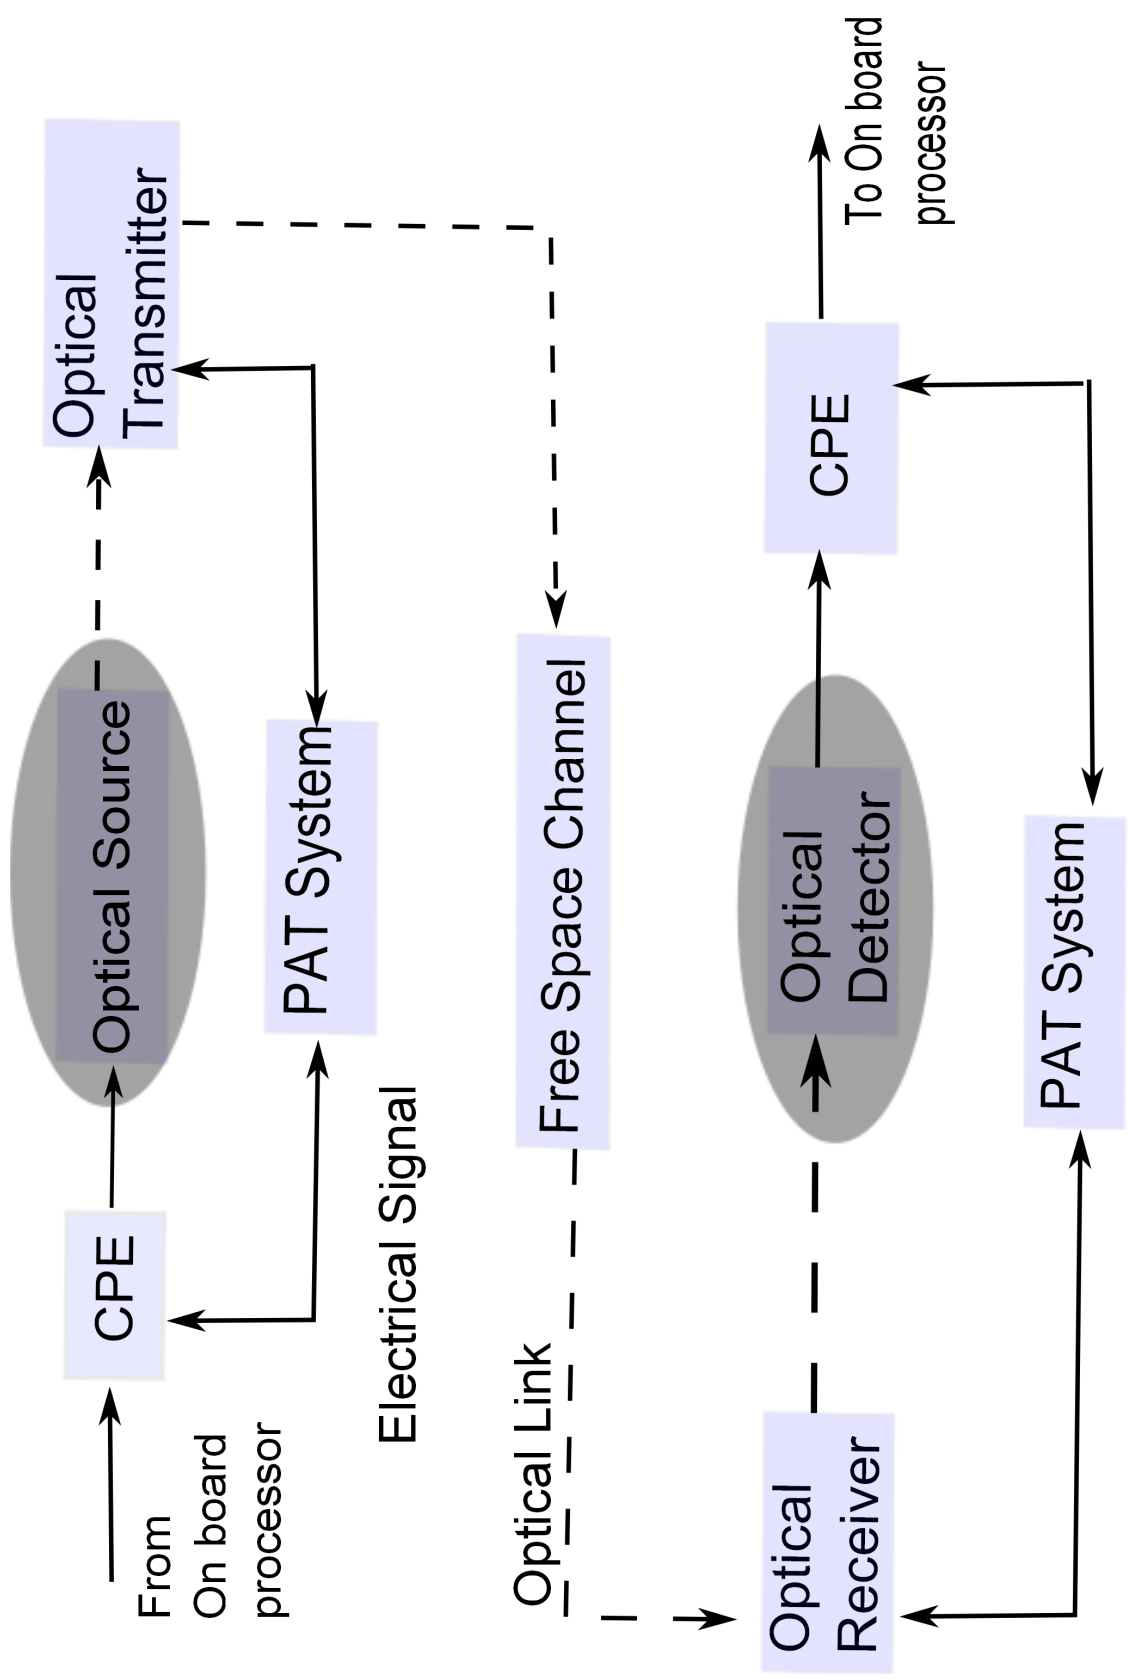 From
On board
processor
CPE
Optical Source
Optical
Transmitter
PAT System
Electrical Signal
Optical Link
Free Space Channel
Optical
Receiver
Optical
Detector
CPE
To On board
processor
PAT System